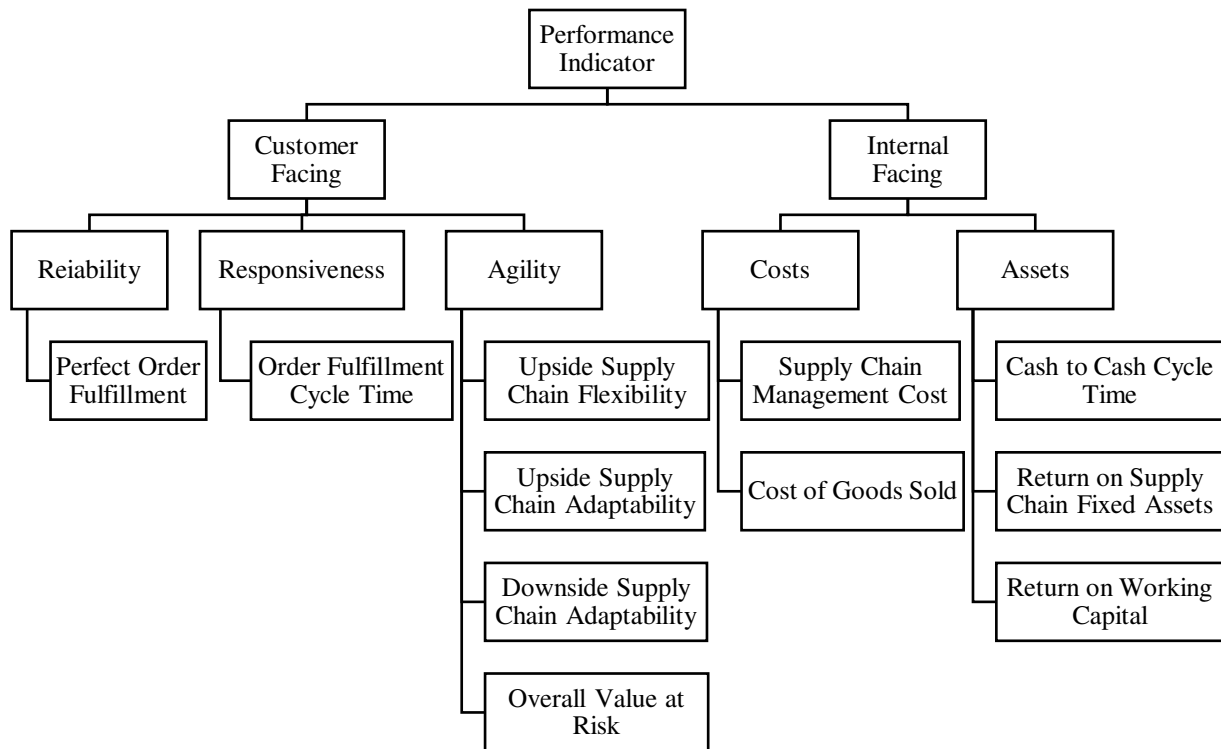 Performance
Indicator
Customer
Facing
Internal
Facing
Reiability
Responsiveness
Agility
Costs
Assets
Perfect Order
Fulfillment
Order Fulfillment
Cycle Time
Upside Supply
Chain Flexibility
Supply Chain
Management Cost
Cash to Cash Cycle
Time
Upside Supply
Chain Adaptability
Cost of Goods Sold
Return on Supply
Chain Fixed Assets
Downside Supply
Chain Adaptability
Return on Working
Capital
Overall Value at
Risk